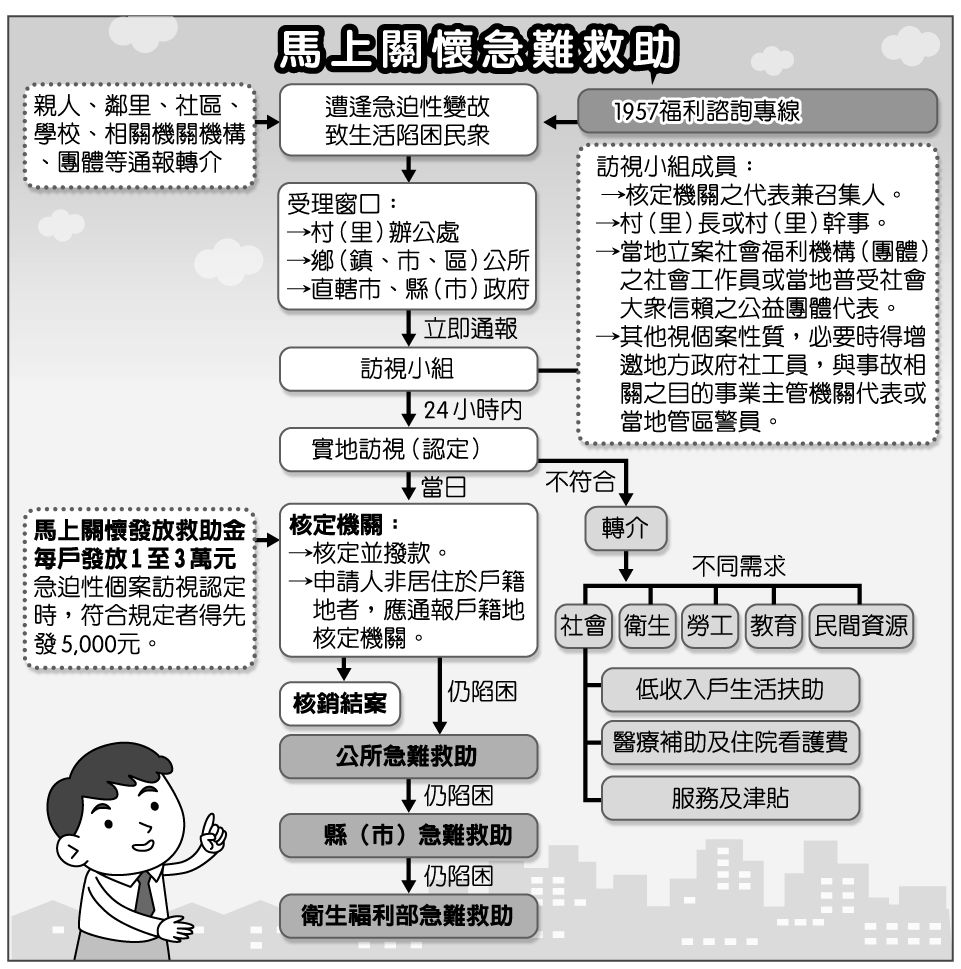 馬上關懷急難救助
親人、鄰里、社區、
學校、相關機關機構
、團體等通報轉介
遭逢急迫性變故
致生活陷困民眾
1957福利諮詢專線
受理窗口：
→村(里)辦公處
→鄉(鎮、市、區)公所
→直轄市、縣(市)政府
立即通報
訪視小組
訪視小組成員：
→核定機關之代表兼召集人。
→村(里)長或村(里)幹事。
→當地立案社會福利機構(團體)
之社會工作員或當地普受社會
大眾信賴之公益團體代表。
→其他視個案性質，必要時得增
邀地方政府社工員，與事故相
關之目的事業主管機關代表或
當地管區警員。
24小時內
實地訪視(認定)
當日
不符合
馬上關懷發放救助金
每戶發放1至3萬元
急迫性個案訪視認定
時，符合規定者得先
發5,000元。
核定機關：
→核定並撥款。
→申請人非居住於戶籍
地者，應通報戶籍地
核定機關。
轉介
不同需求
社會
衛生
勞工
教育
民間資源
低收入戶生活扶助
醫療補助及住院看護費
服務及津貼
核銷結案
仍陷困
公所急難救助
仍陷困
縣（市）急難救助
仍陷困
衛生福利部急難救助